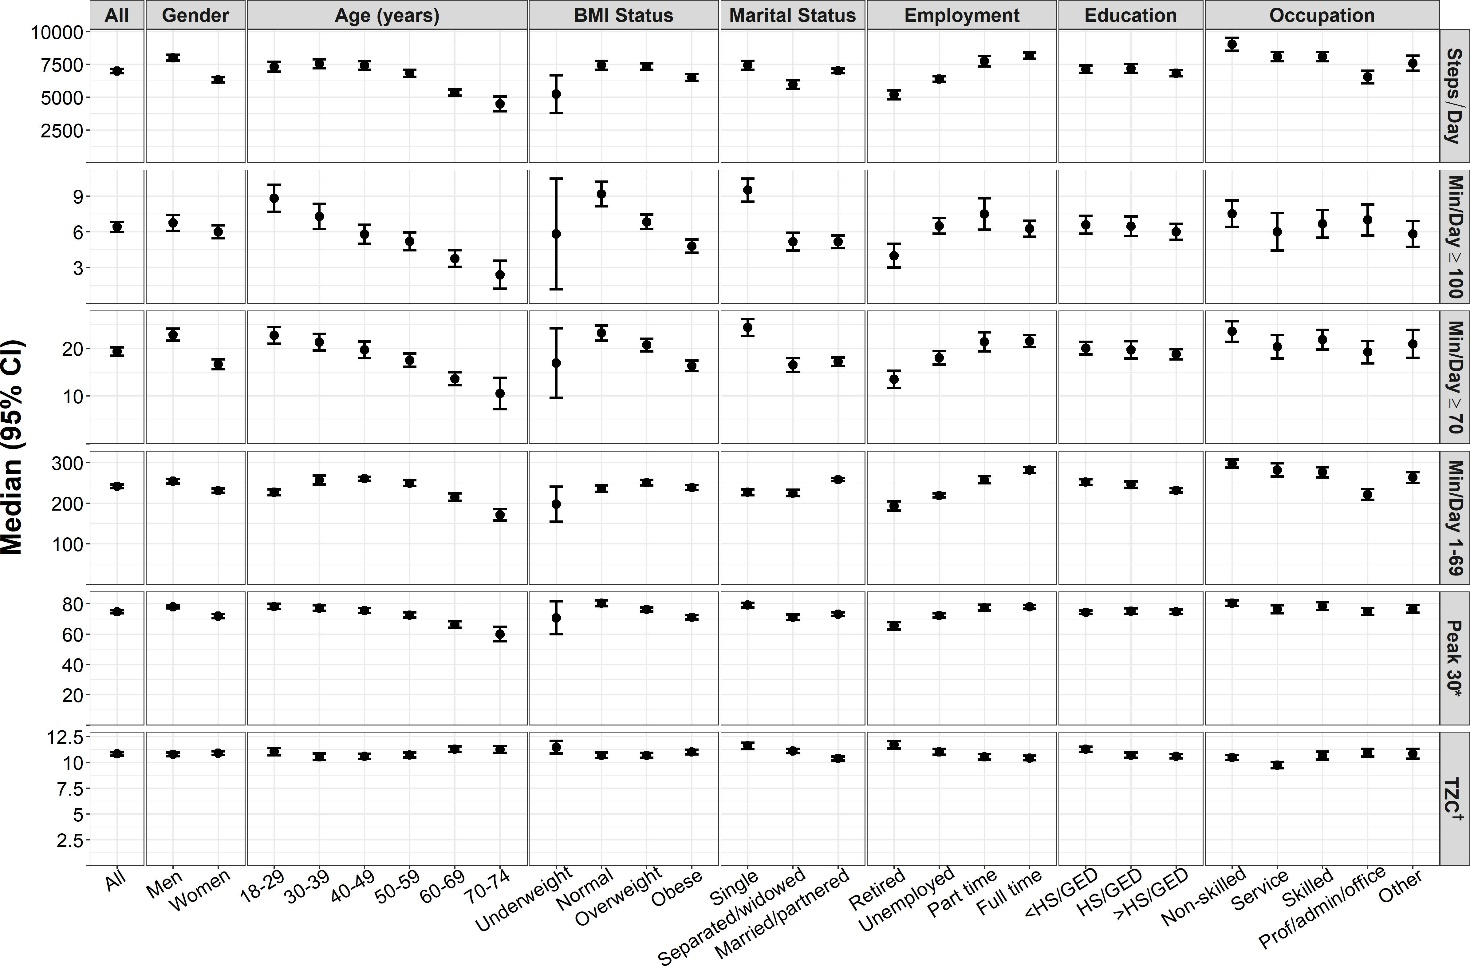 All Gender Age (years) BMI Status Marital Status Employment Education Occupation
Median (95% CI)
10000
7500
5000
2500
Steps/Day
9
6
3
Min/Day ≥ 100
20
10
Min/Day ≥ 70
300
200
100
Min/Day 1-69
80
60
40
20
Peak 30*
12.5
10
7.5
5
2.5
TZC†
All Men Women 18-29 30-39 40-49 50-59 60-69 70-74 Underweight Normal Overweight Obese Single Separated/widowed Married/partnered Retired Unemployed Part time Full time <HS/GED HS/GED >HS/GED Non-skilled Service Skilled Prof/admin/office Other